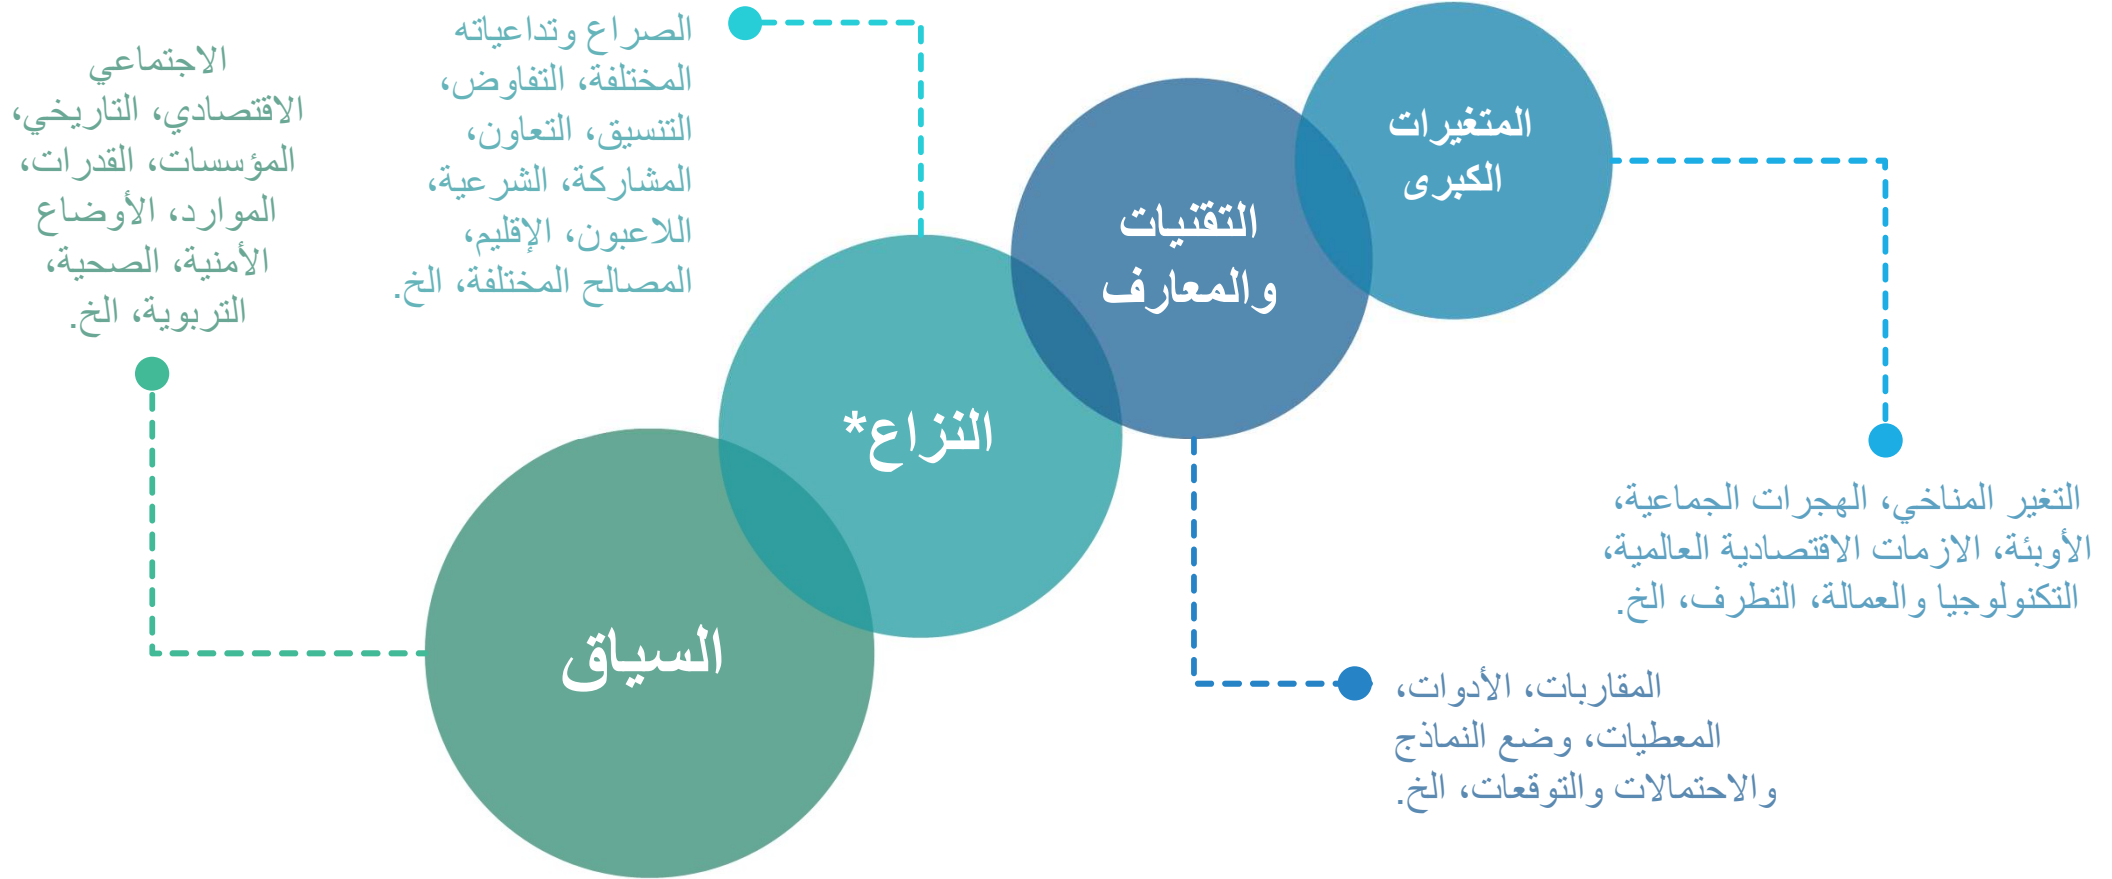 المتغيرات
الكبرى
التغير المناخي، الهجرات الجماعية،
الأوبئة، الازمات الاقتصادية العالمية،
التكنولوجيا والعمالة، التطرف، الخ.
التقنيات
والمعارف
المقاربات، الأدوات،
المعطيات، وضع النماذج
والاحتمالات والتوقعات، الخ.
النزاع*
الصراع وتداعياته
المختلفة، التفاوض،
التنسيق، التعاون،
المشاركة، الشرعية،
اللاعبون، الإقليم،
المصالح المختلفة، الخ.
السياق
الاجتماعي
الاقتصادي، التاريخي،
المؤسسات، القدرات،
الموارد، الأوضاع
الأمنية، الصحية،
التربوية، الخ.